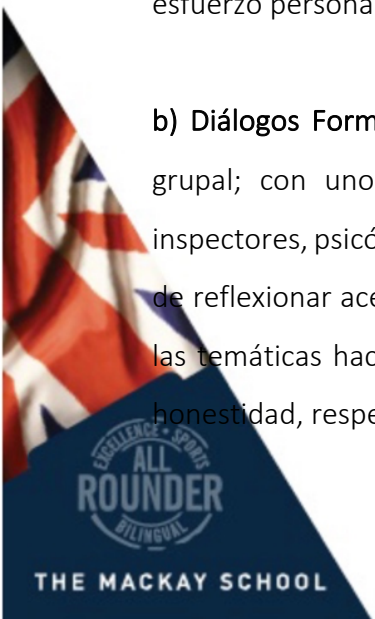 esfuerzo persona
b) Diálogos Form
grupal; con uno
inspectores, psicó
de reflexionar ace
las temáticas hac
honestidad, respe
EXCELLENCE • SPORTS
ALL
ROUNDER
BILINGUAL
THE MACKAY SCHOOL